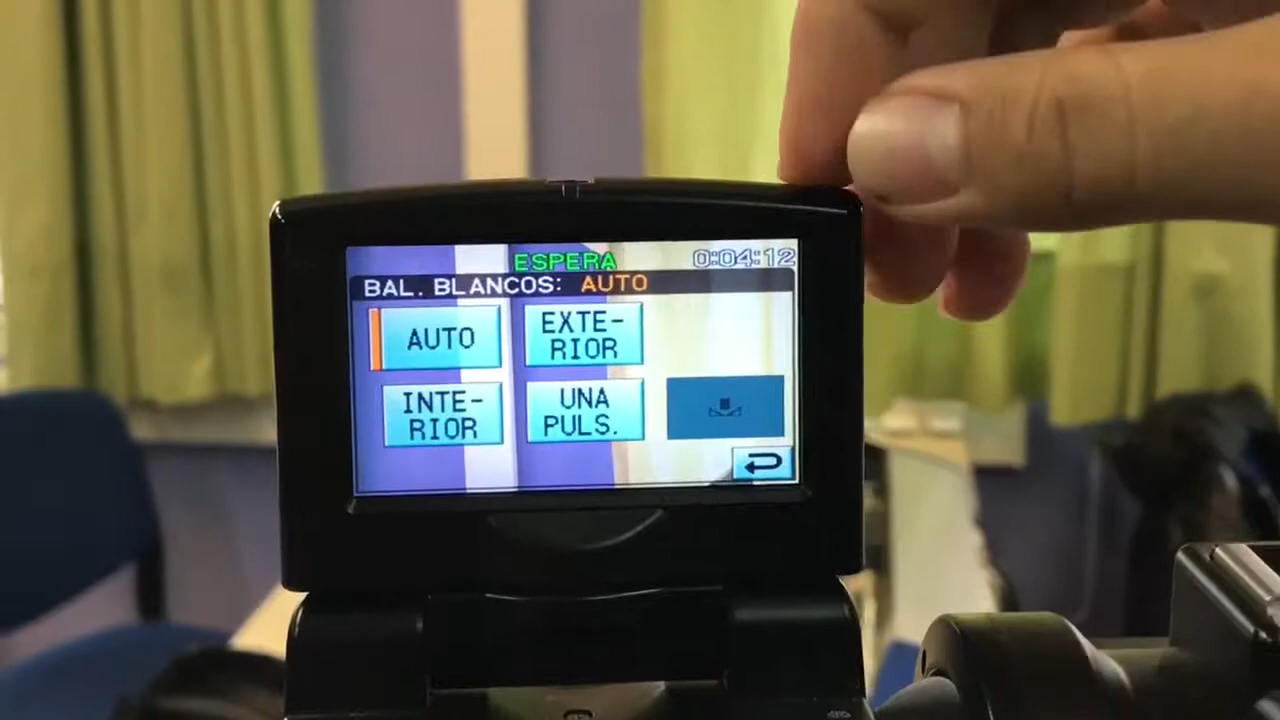 ESPERA 0:04:12
BAL. BLANCOS: AUTO
AUTO
EXTE-
RIOR
INTE-
RIOR
UNA
PULS.